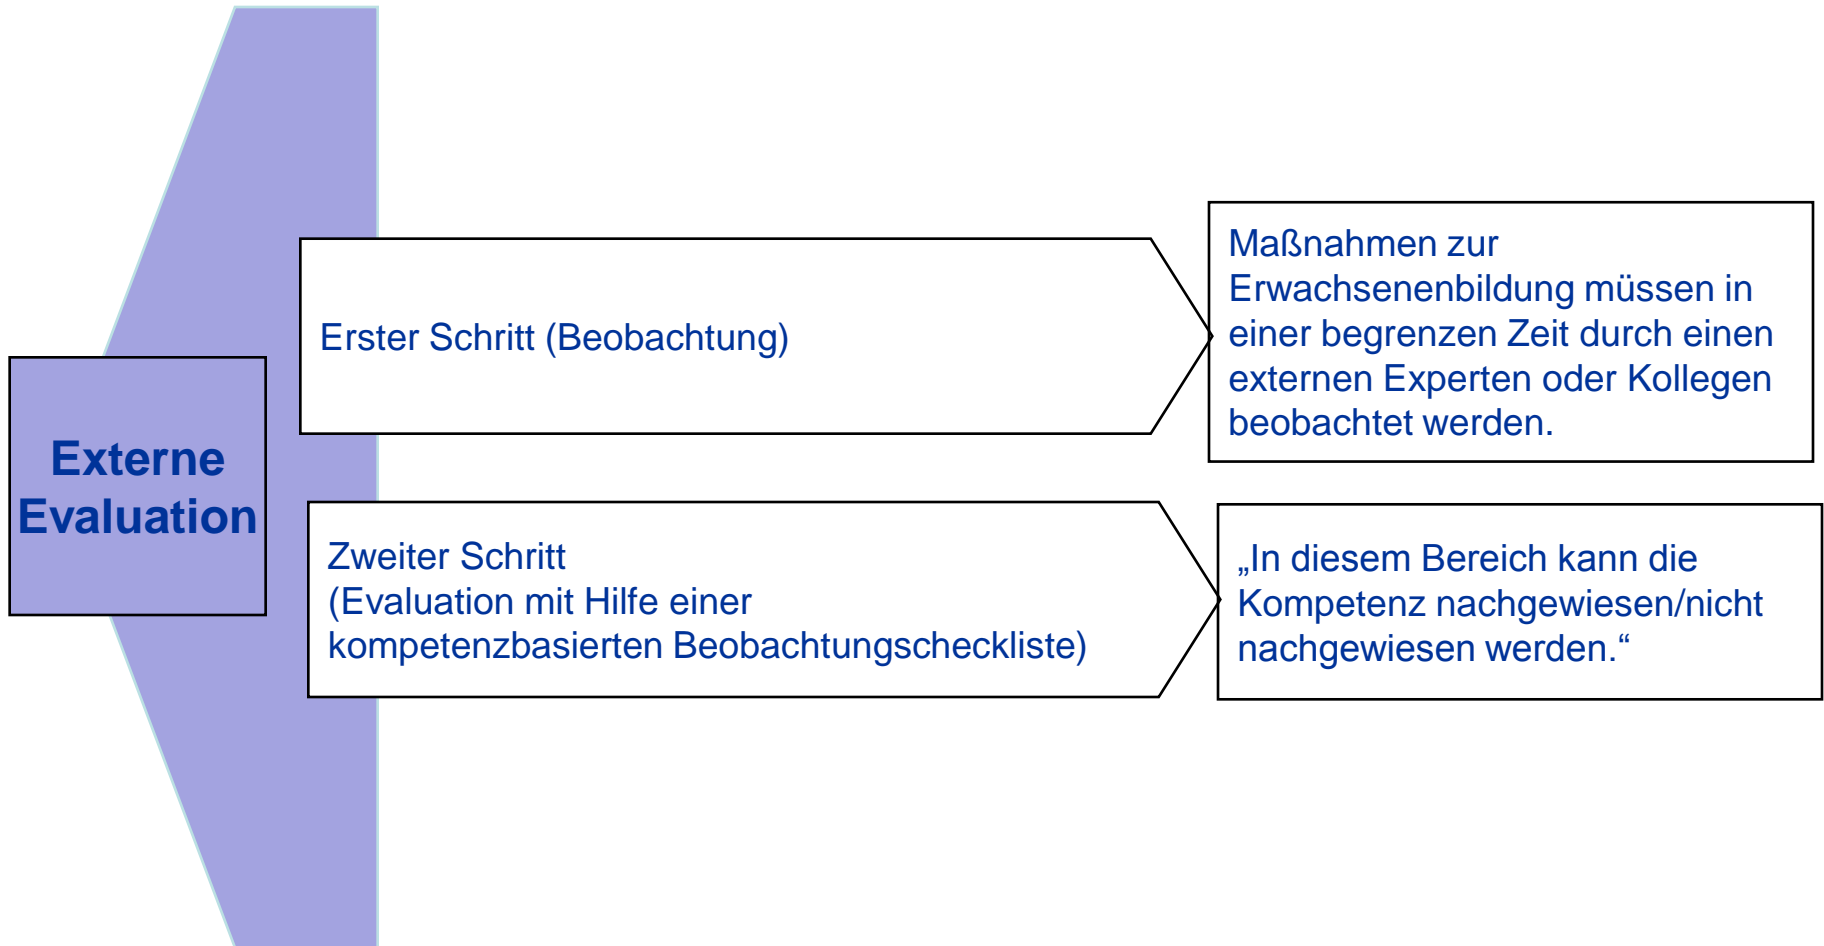 Externe
Evaluation
Erster Schritt (Beobachtung)
Maßnahmen zur
Erwachsenenbildung müssen in
einer begrenzen Zeit durch einen
externen Experten oder Kollegen
beobachtet werden.
Zweiter Schritt
(Evaluation mit Hilfe einer
kompetenzbasierten Beobachtungscheckliste)
„In diesem Bereich kann die
Kompetenz nachgewiesen/nicht
nachgewiesen werden.“